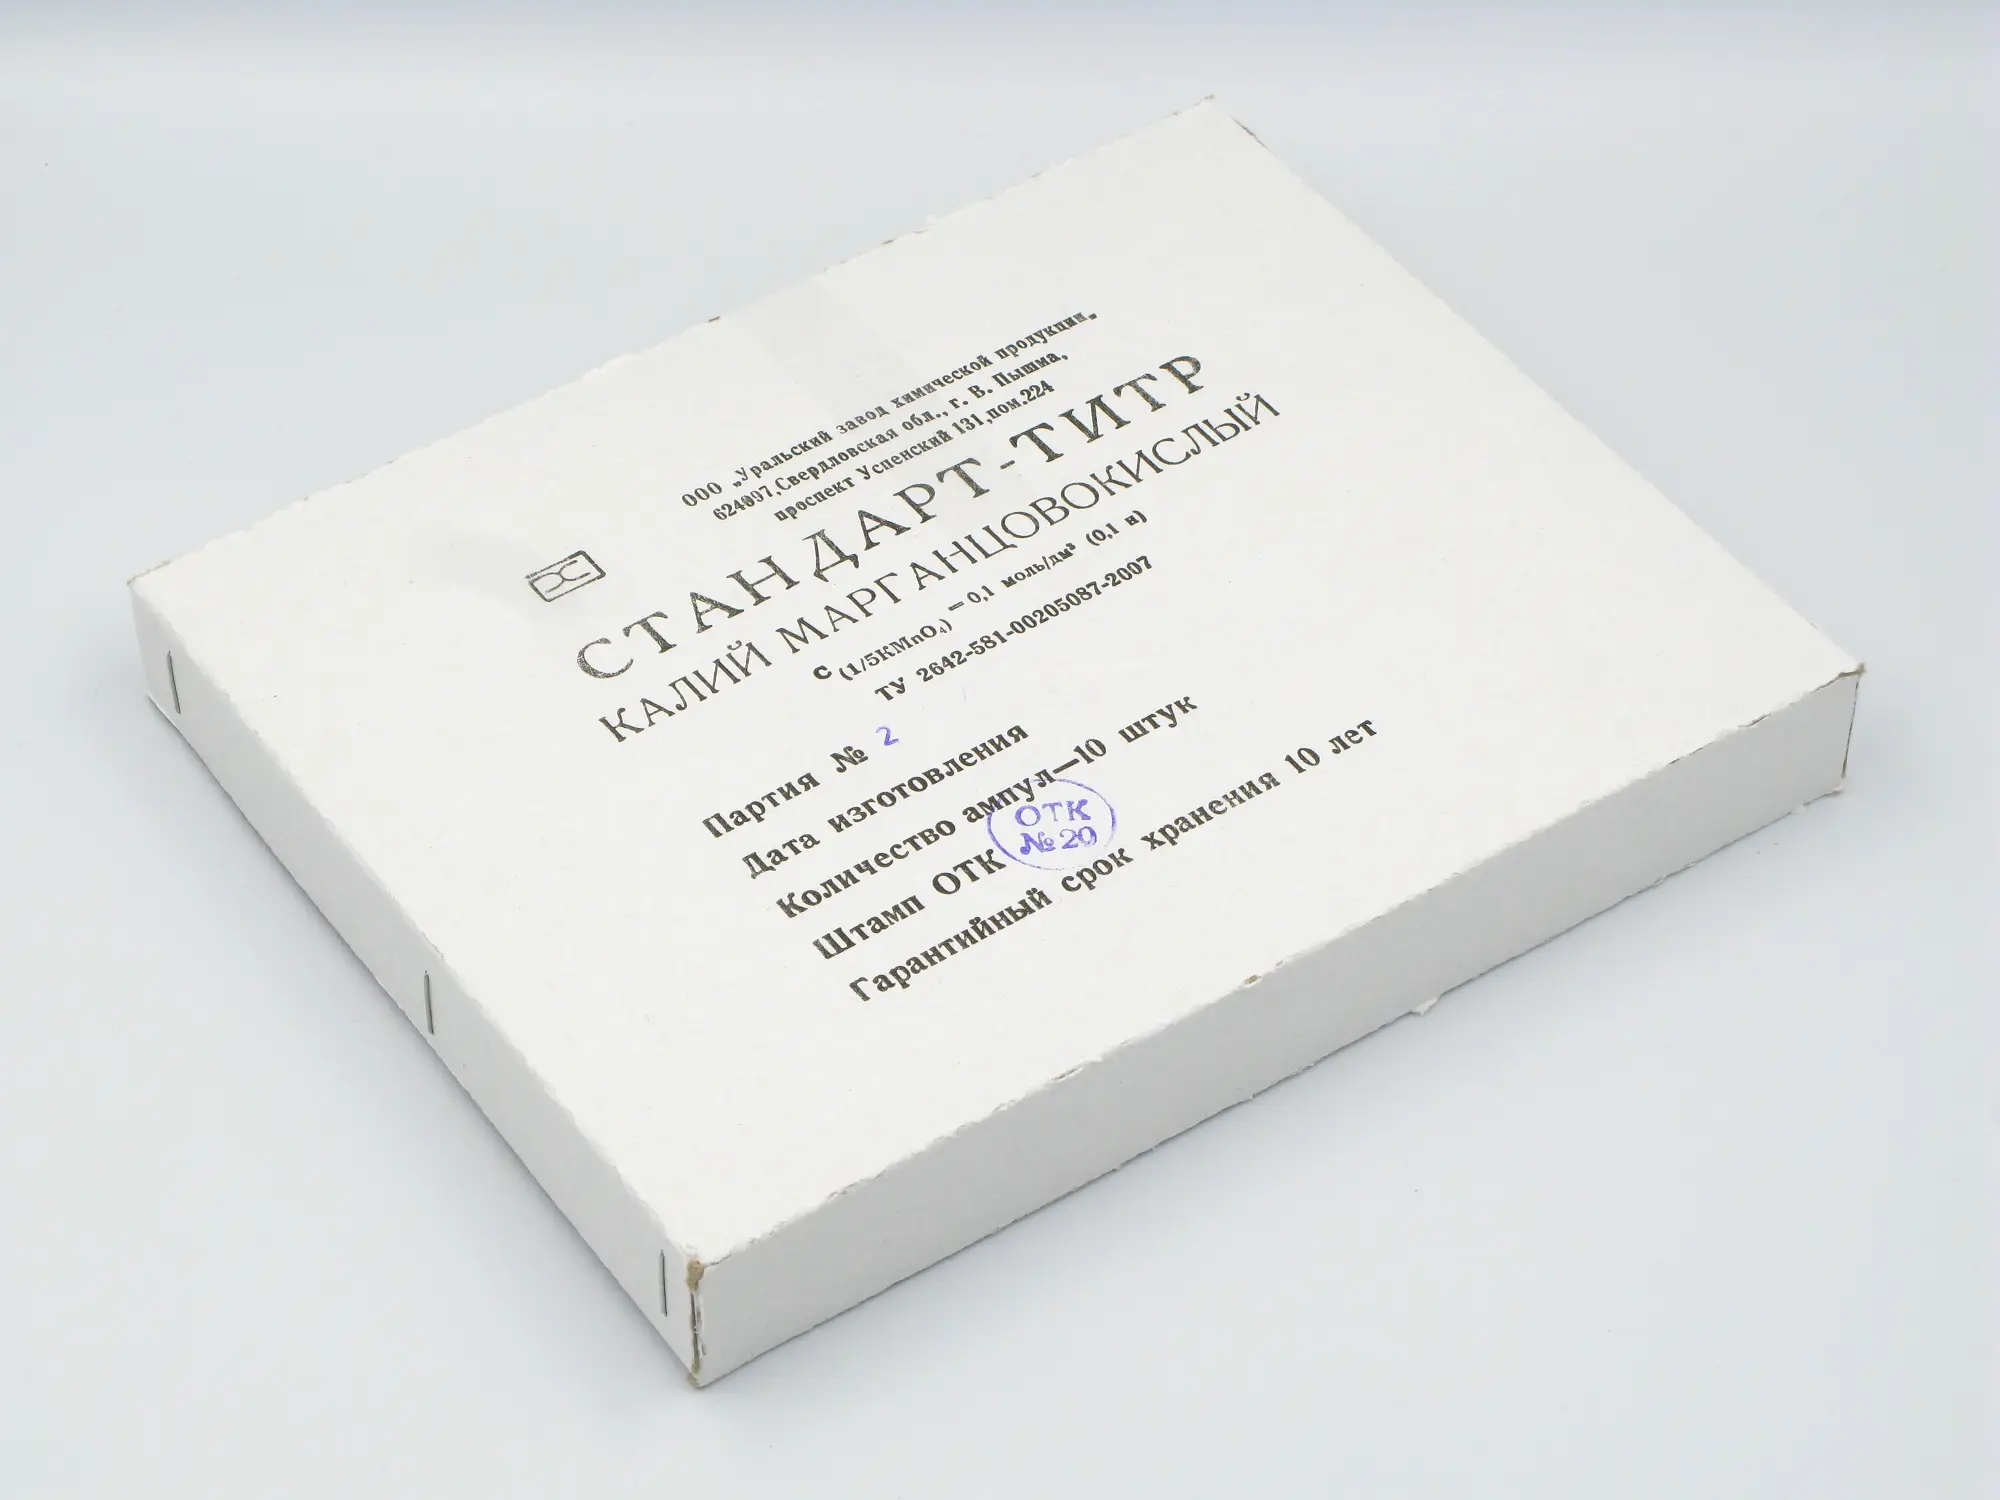 ООО „Уральский завод химической продукции„
624097, Свердловская обл., г. В. Пышма,
проспект Успенский 131, пом.224
СТАНДАРТ-ТИТР
КАЛИЙ МАРГАНЦОВОКИСЛЫЙ
С (1/5KMnO₄) — 0,1 моль/дм³ (0,1 н)
ТУ 2642-581-00205087-2007
Партия № 2
Дата изготовления
Количество ампул—10 штук
Штамп ОТК
ОТК
№ 20
Гарантийный срок хранения 10 лет